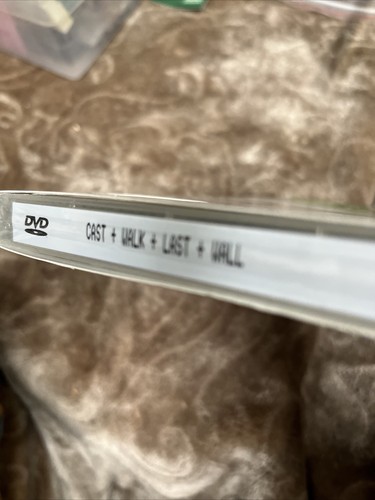 DVD
CAST + WALK + LAST + WALL